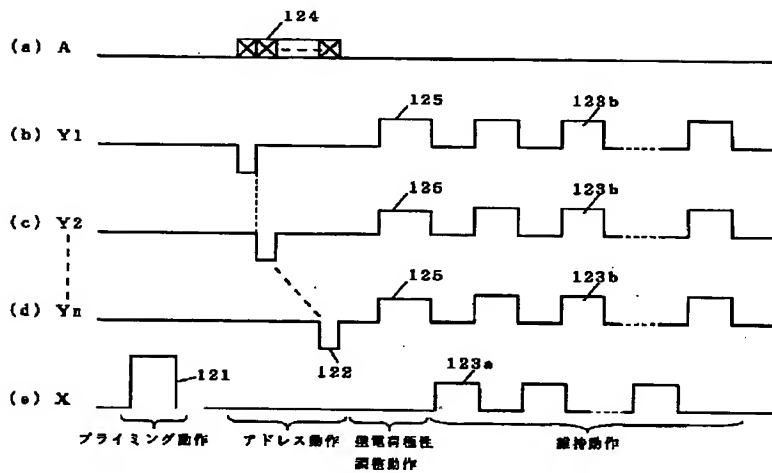 124
(a) A
125
123b
(b) Y1
125
123b
(c) Y2
125
123b
(d) Yn
121
122
123a
(e) X
プライミング動作 アドレス動作 壁電荷極性 維持動作
調整動作